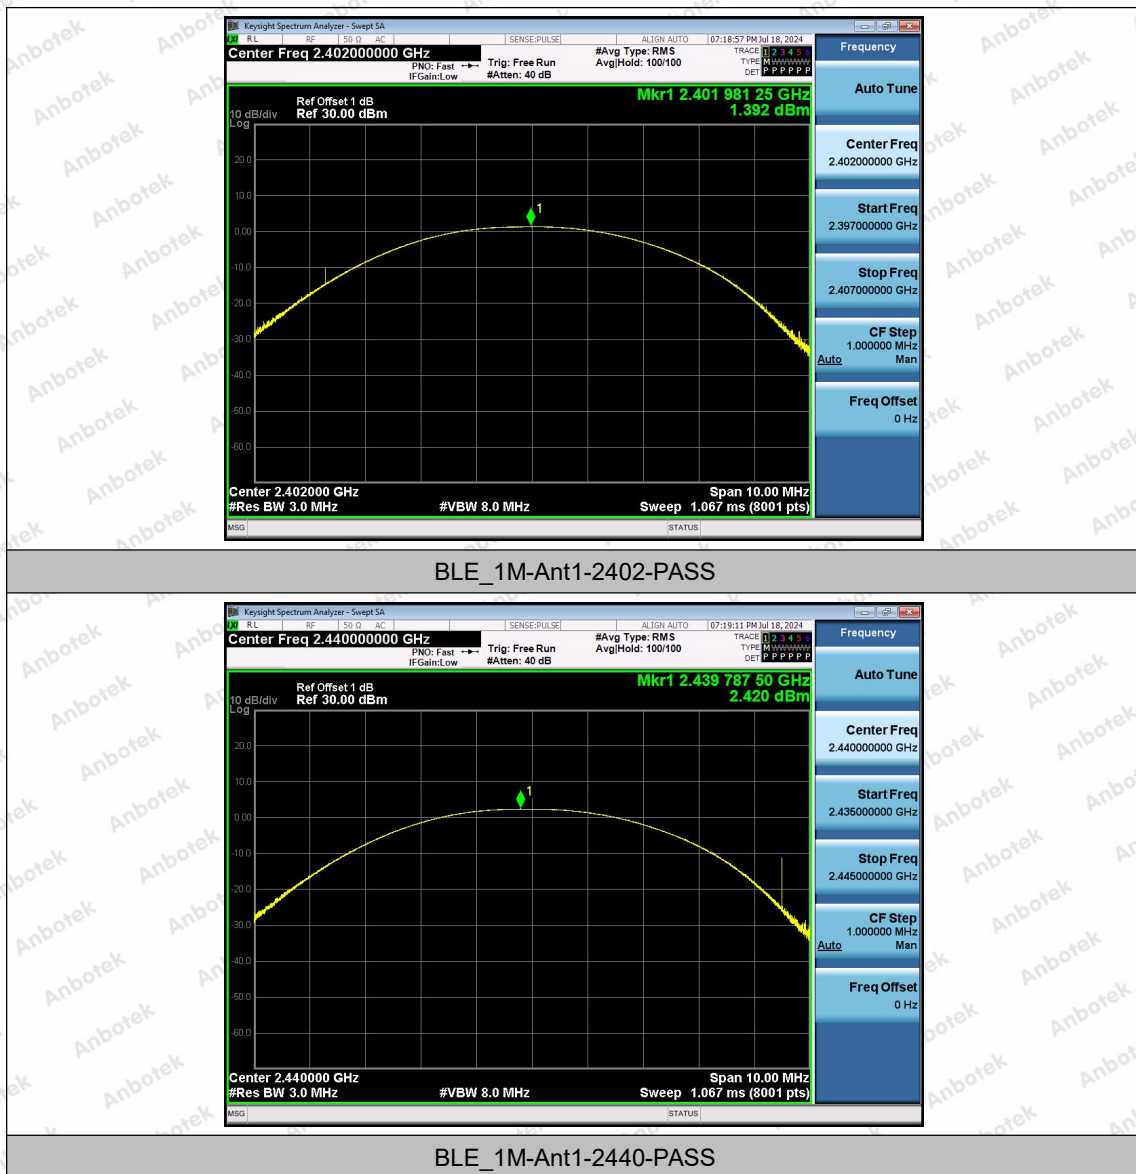 Keysight Spectrum Analyzer - Swept SA
RL RF 50 Ω AC SENSE:PULSE ALIGN AUTO 07:18:57 PM Jul 18, 2024
Center Freq 2.402000000 GHz
PNO: Fast
IFGain:Low
Trig: Free Run
#Atten: 40 dB
#Avg Type: RMS
Avg|Hold: 100/100
TRACE 1 2 3 4 5 6
TYPE M
DET P P P P P P
Mkr1 2.401 981 25 GHz
1.392 dBm
Ref Offset 1 dB
Ref 30.00 dBm
10 dB/div
Log
20.0
10.0
0.00
-10.0
-20.0
-30.0
-40.0
-50.0
-60.0
1
Center 2.402000 GHz
Span 10.00 MHz
#Res BW 3.0 MHz
#VBW 8.0 MHz
Sweep 1.067 ms (8001 pts)
MSG
STATUS
Frequency
Auto Tune
Center Freq
2.402000000 GHz
Start Freq
2.397000000 GHz
Stop Freq
2.407000000 GHz
CF Step
1.000000 MHz
Auto Man
Freq Offset
0 Hz
BLE_1M-Ant1-2402-PASS
Keysight Spectrum Analyzer - Swept SA
RL RF 50 Ω AC SENSE:PULSE ALIGN AUTO 07:19:11 PM Jul 18, 2024
Center Freq 2.440000000 GHz
PNO: Fast
IFGain:Low
Trig: Free Run
#Atten: 40 dB
#Avg Type: RMS
Avg|Hold: 100/100
TRACE 1 2 3 4 5 6
TYPE M
DET P P P P P P
Mkr1 2.439 787 50 GHz
2.420 dBm
Ref Offset 1 dB
Ref 30.00 dBm
10 dB/div
Log
20.0
10.0
0.00
-10.0
-20.0
-30.0
-40.0
-50.0
-60.0
1
Center 2.440000 GHz
Span 10.00 MHz
#Res BW 3.0 MHz
#VBW 8.0 MHz
Sweep 1.067 ms (8001 pts)
MSG
STATUS
Frequency
Auto Tune
Center Freq
2.440000000 GHz
Start Freq
2.435000000 GHz
Stop Freq
2.445000000 GHz
CF Step
1.000000 MHz
Auto Man
Freq Offset
0 Hz
BLE_1M-Ant1-2440-PASS
Anbotek